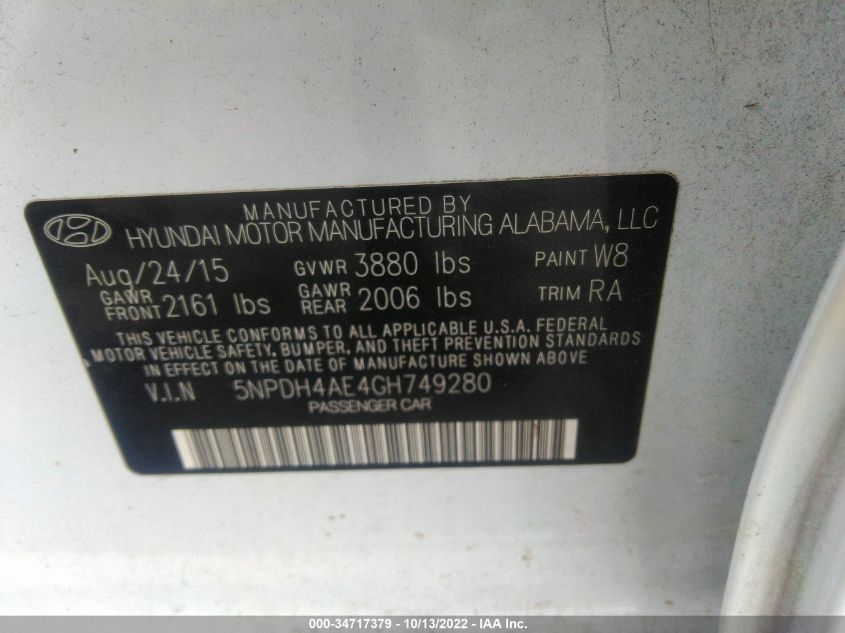 MANUFACTURED BY
HYUNDAI MOTOR MANUFACTURING ALABAMA, LLC
Aug/24/15 GVWR 3880 lbs PAINT W8
GAWR FRONT 2161 lbs GAWR REAR 2006 lbs TRIM RA
THIS VEHICLE CONFORMS TO ALL APPLICABLE U.S.A. FEDERAL
MOTOR VEHICLE SAFETY, BUMPER, AND THEFT PREVENTION STANDARDS
IN EFFECT ON THE DATE OF MANUFACTURE SHOWN ABOVE
V.I.N 5NPDH4AE4GH749280
PASSENGER CAR
000-34717379 - 10/13/2022 - IAA Inc.